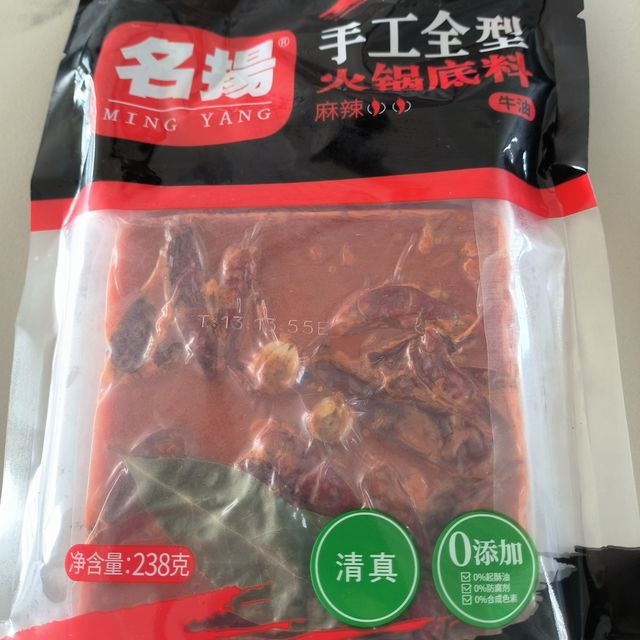 名揚®
MING YANG
手工全型
火锅底料
麻辣
牛油
T:13:13 55E
净含量:238克
清真
0添加
0%起酥油
0%防腐剂
0%合成色素